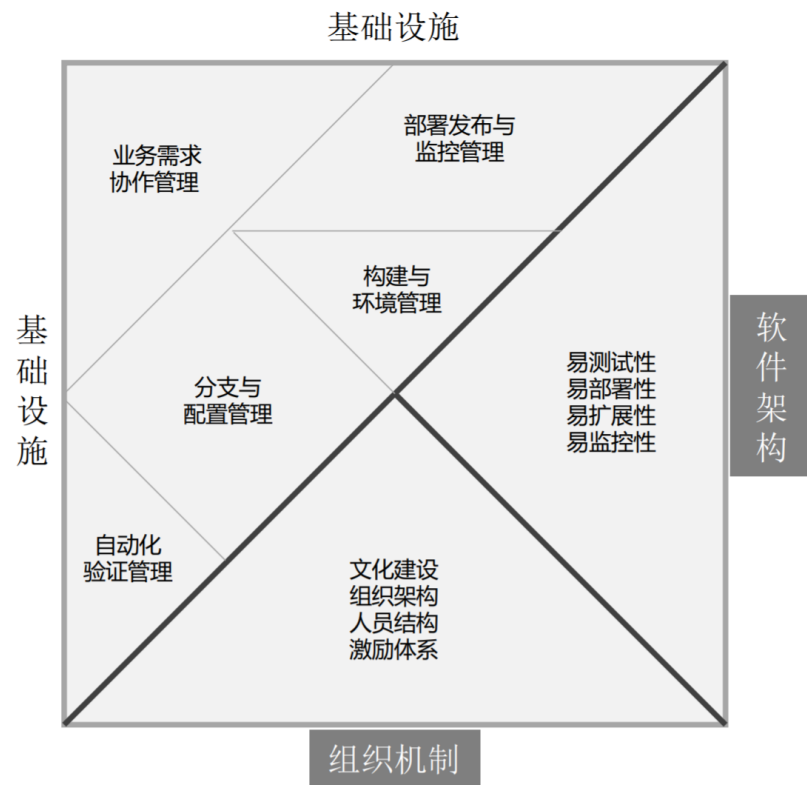 基础设施
业务需求
协作管理
部署发布与
监控管理
构建与
环境管理
基础设施
分支与
配置管理
易测试性
易部署性
易扩展性
易监控性
软件架构
自动化
验证管理
文化建设
组织架构
人员结构
激励体系
组织机制